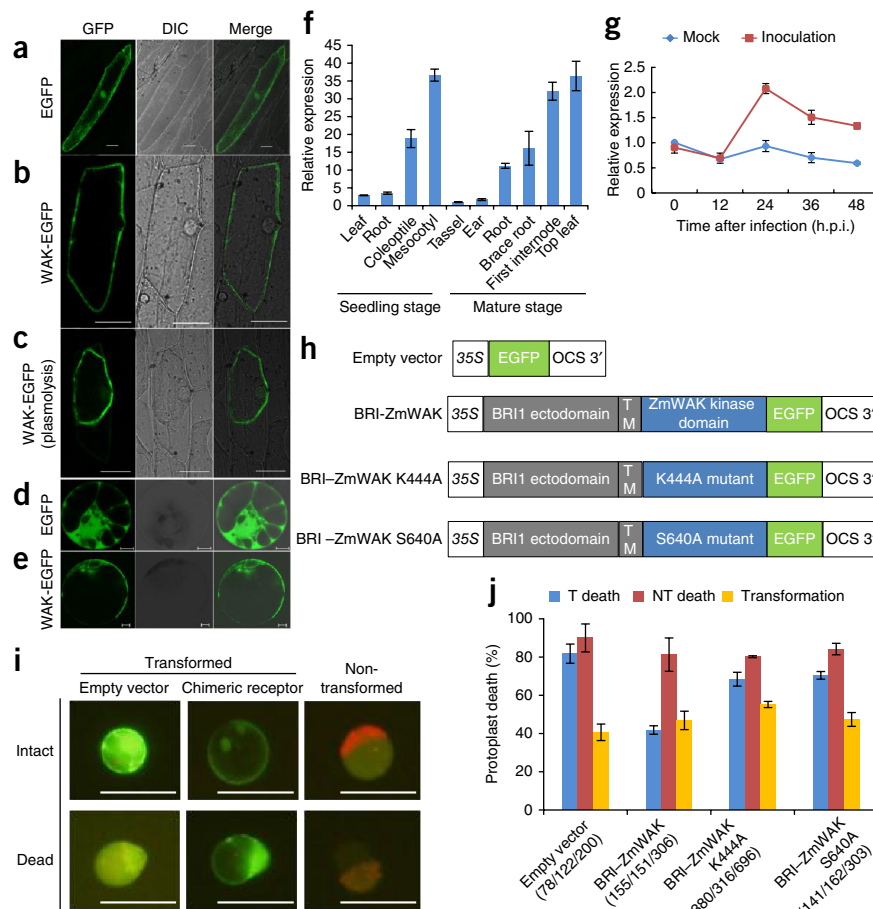 a
GFP
DIC
Merge
EGFP
b
WAK-EGFP
c
WAK-EGFP
(plasmolysis)
d
EGFP
e
WAK-EGFP
f
Relative expression
45
40
35
30
25
20
15
10
5
0
Leaf
Root
Coleoptile
Mesocotyl
Tassel
Ear
Root
Brace root
First internode
Top leaf
Seedling stage
Mature stage
g
Mock
Inoculation
Relative expression
2.5
2.0
1.5
1.0
0.5
0
0
12
24
36
48
Time after infection (h.p.i.)
h
Empty vector
35S
EGFP
OCS 3′
BRI-ZmWAK
35S
BRI1 ectodomain
T
M
ZmWAK kinase
domain
EGFP
OCS 3′
BRI–ZmWAK K444A
35S
BRI1 ectodomain
T
M
K444A mutant
EGFP
OCS 3′
BRI –ZmWAK S640A
35S
BRI1 ectodomain
T
M
S640A mutant
EGFP
OCS 3′
i
Transformed
Non-
transformed
Empty vector
Chimeric receptor
Intact
Dead
j
T death
NT death
Transformation
Protoplast death (%)
100
80
60
40
20
0
Empty vector
(78/122/200)
BRI–ZmWAK
(155/151/306)
BRI–ZmWAK
K444A
380/316/696)
BRI–ZmWAK
S640A
(141/162/303)